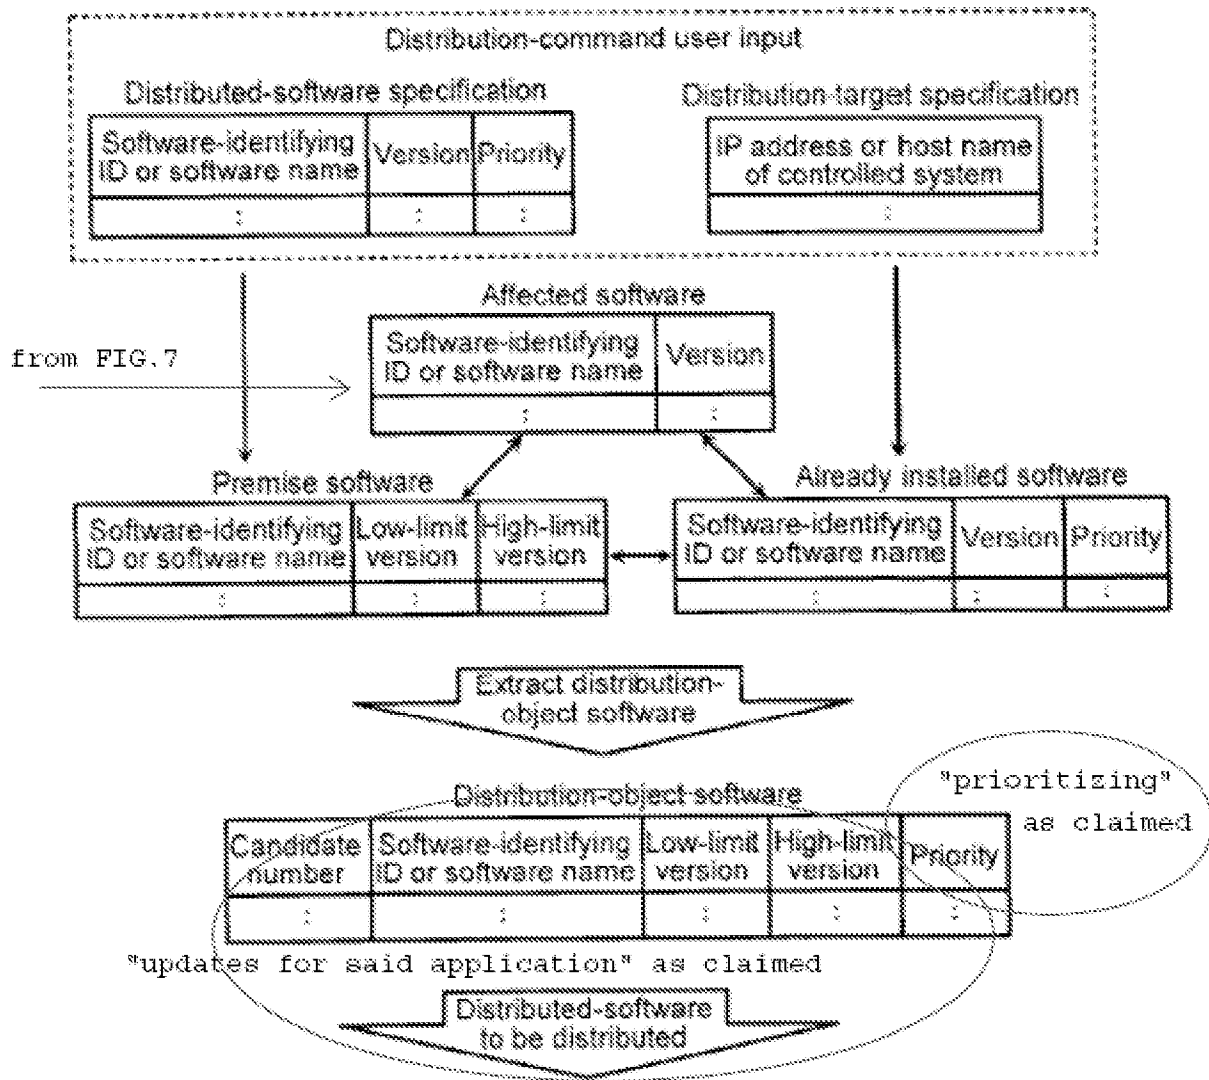 Distribution-command user input
Distributed-software specification
Software-identifying
ID or software name
Version
Priority
:
:
:
Distribution-target specification
IP address or host name
of controlled system
:
from FIG.7
Affected software
Software-identifying
ID or software name
Version
:
:
Premise software
Software-identifying
ID or software name
Low-limit
version
High-limit
version
:
:
:
Already installed software
Software-identifying
ID or software name
Version
Priority
:
:
:
Extract distribution-
object software
"prioritizing"
as claimed
Distribution-object software
Candidate
number
Software-identifying
ID or software name
Low-limit
version
High-limit
version
Priority
:
:
:
:
:
"updates for said application" as claimed
Distributed-software
to be distributed